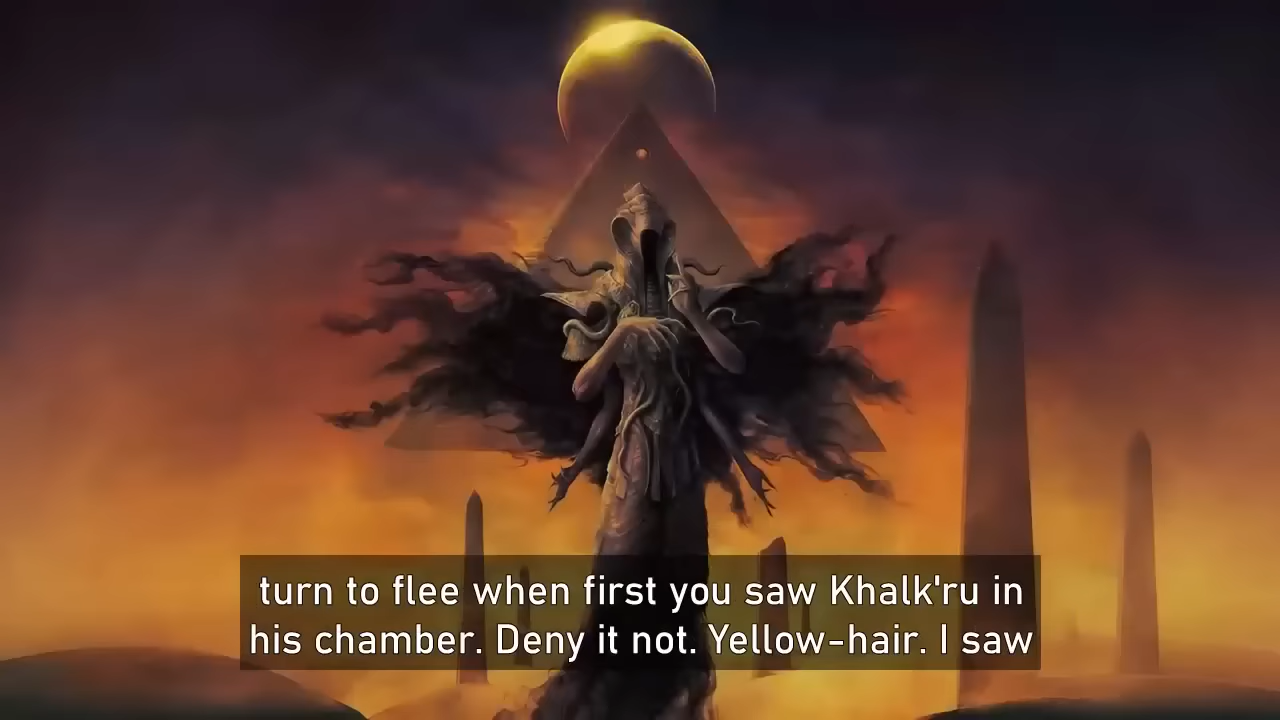 turn to flee when first you saw Khalk'ru in
his chamber. Deny it not. Yellow-hair. I saw